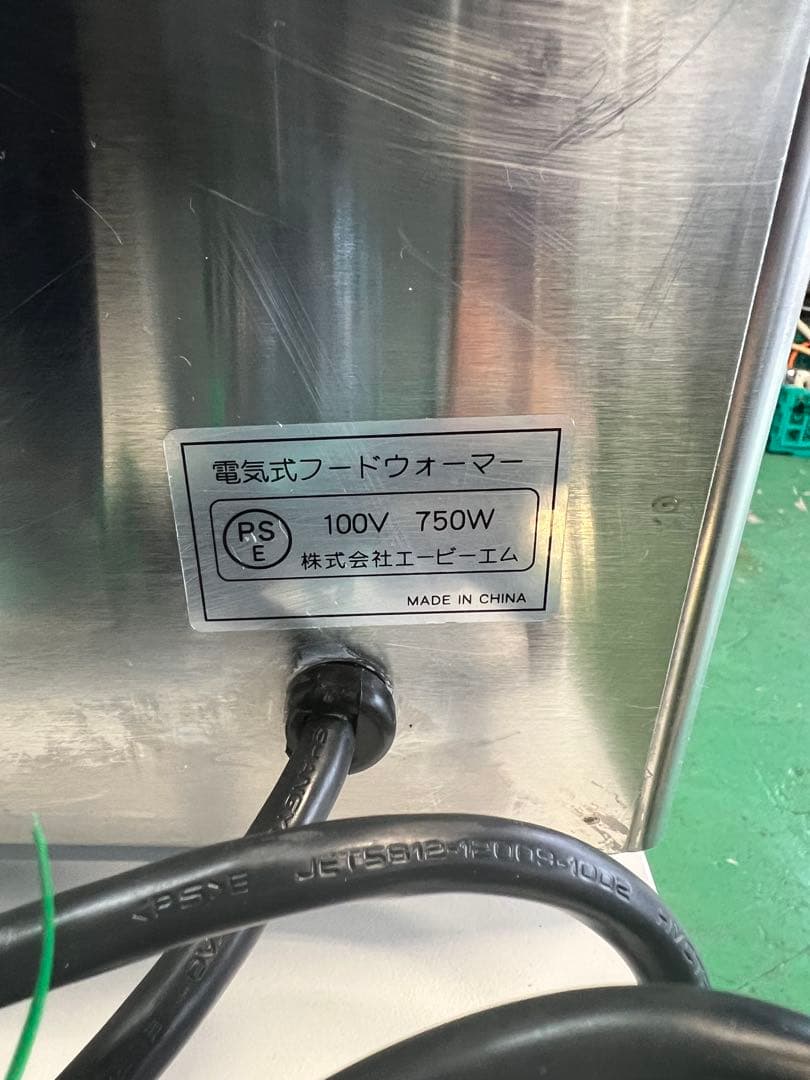 電気式フードウォーマー
PS
E
100V 750W
株式会社エービーエム
MADE IN CHINA
<PS>E JET5812-12009-1002